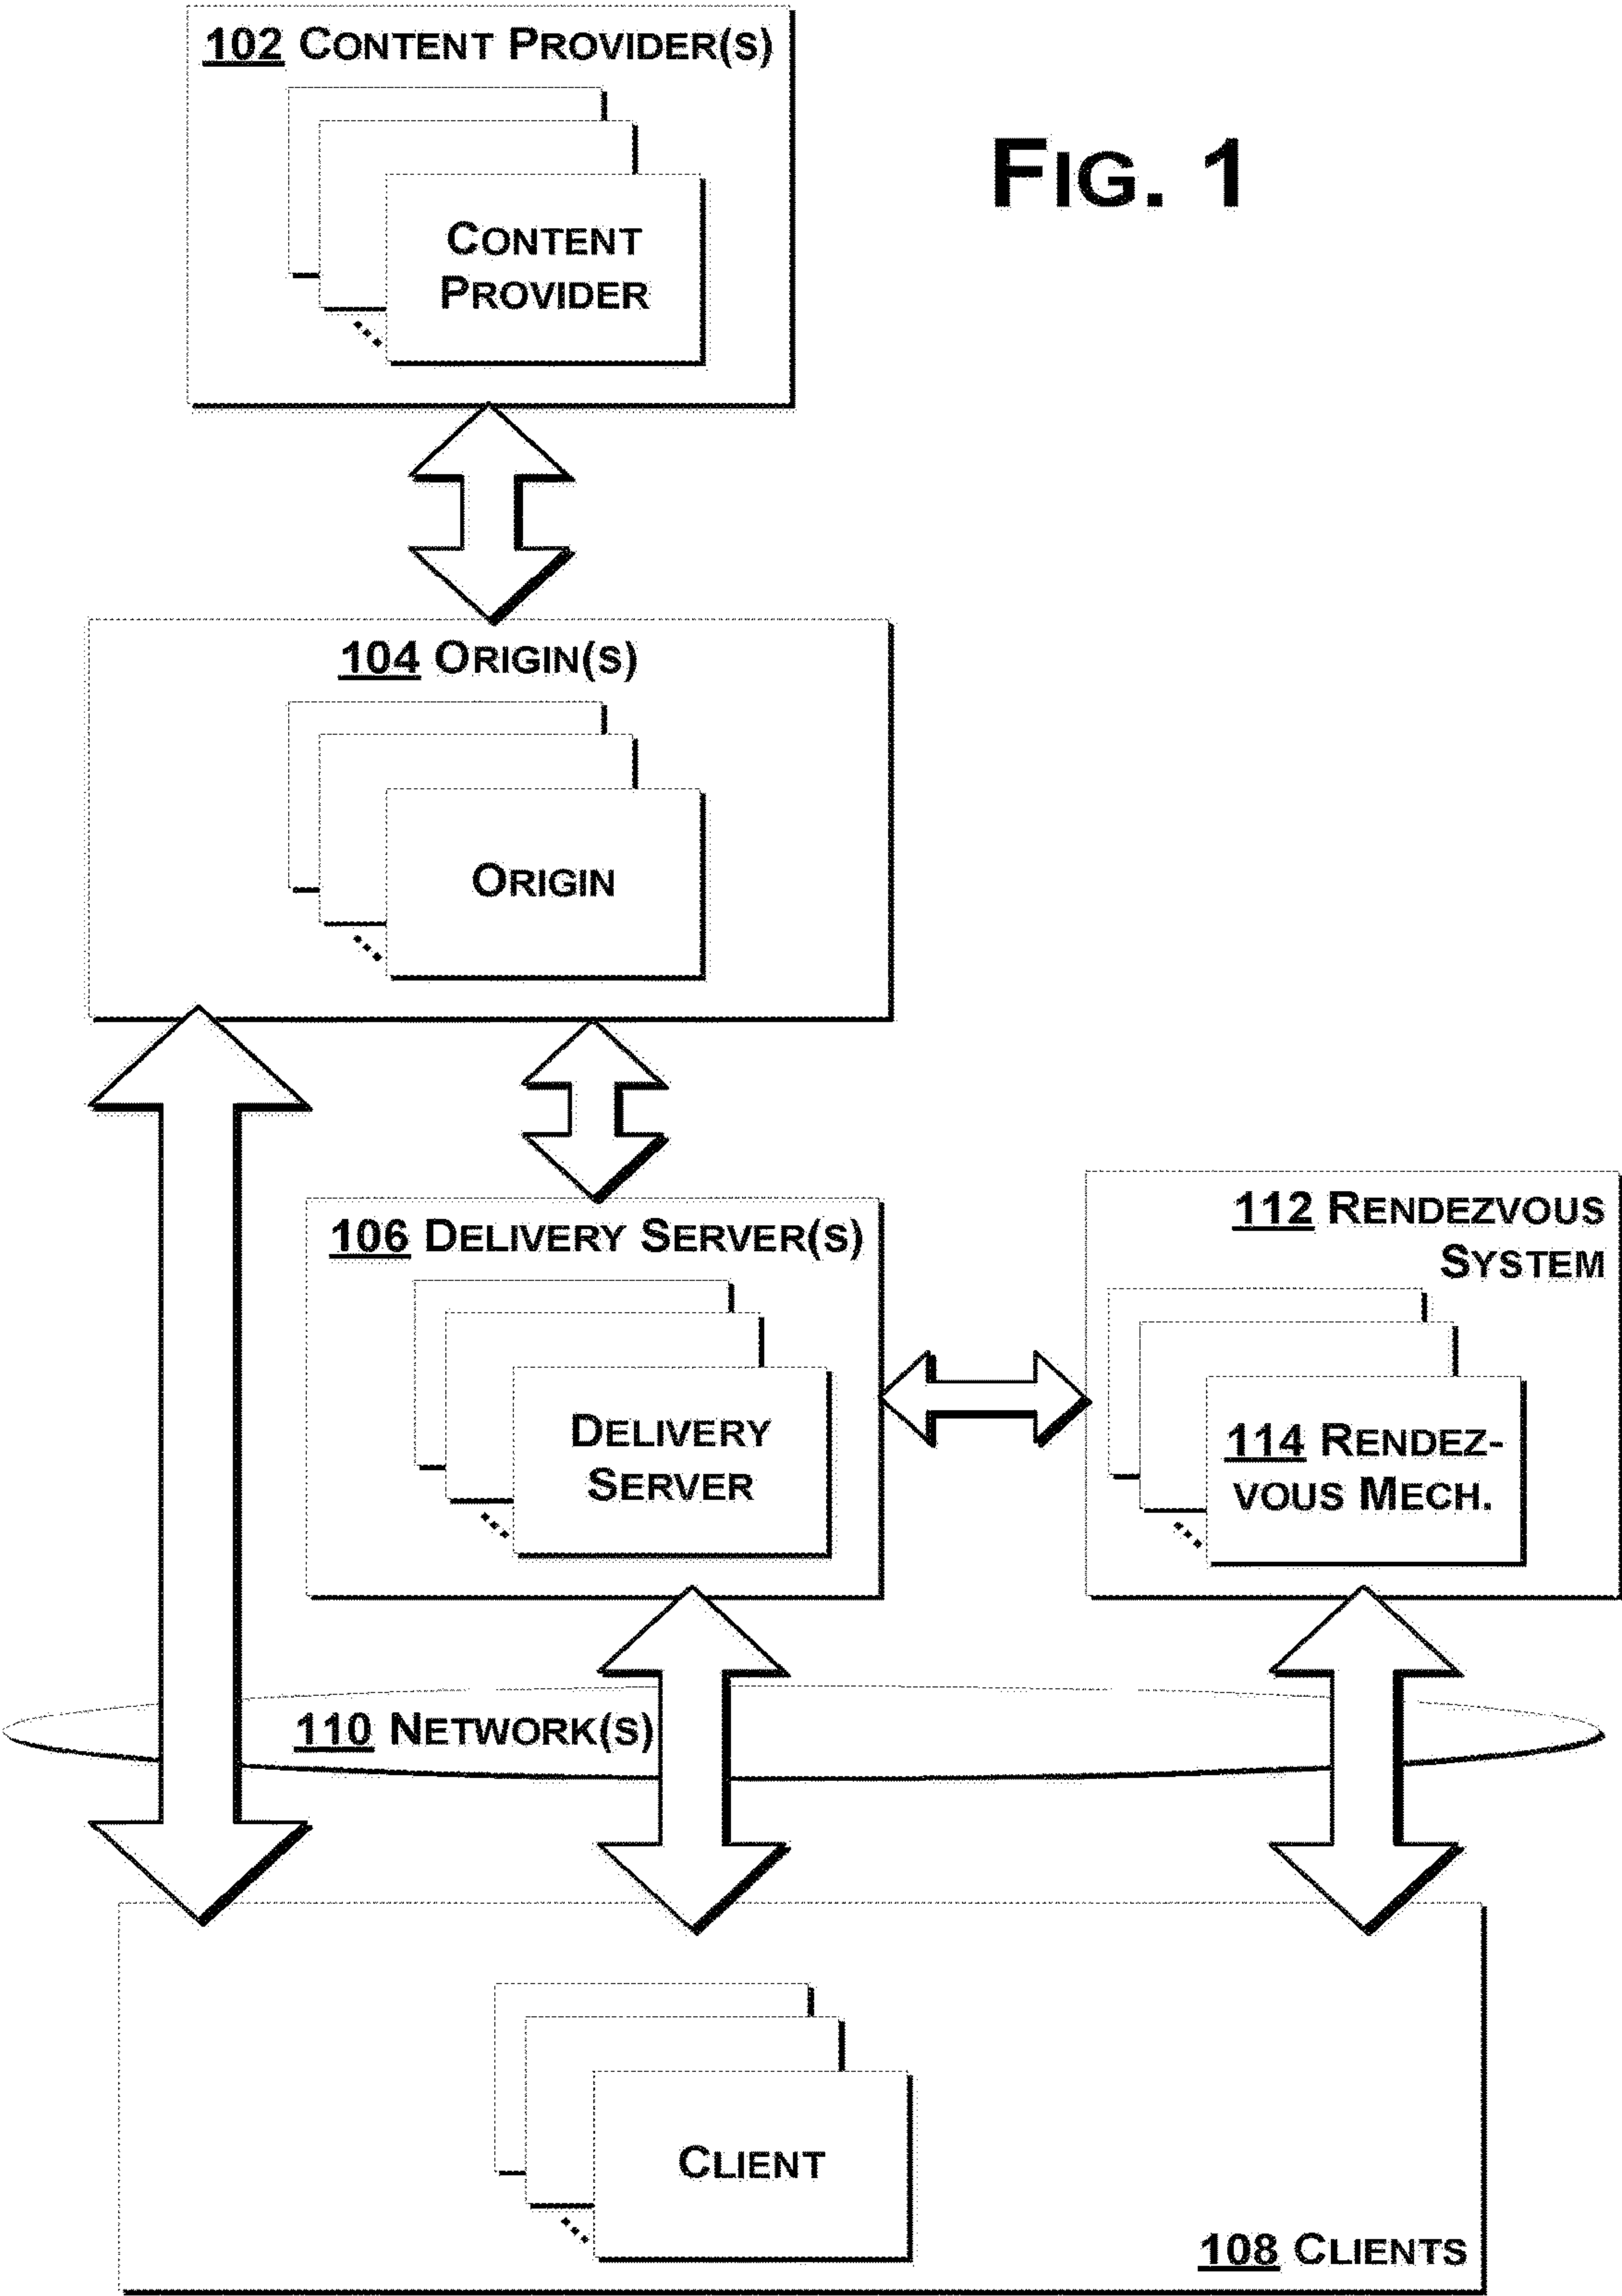 102 CONTENT PROVIDER(S)
CONTENT
PROVIDER
FIG. 1
104 ORIGIN(S)
ORIGIN
106 DELIVERY SERVER(S)
DELIVERY
SERVER
112 RENDEZVOUS
SYSTEM
114 RENDEZ-
VOUS MECH.
110 NETWORK(S)
CLIENT
108 CLIENTS